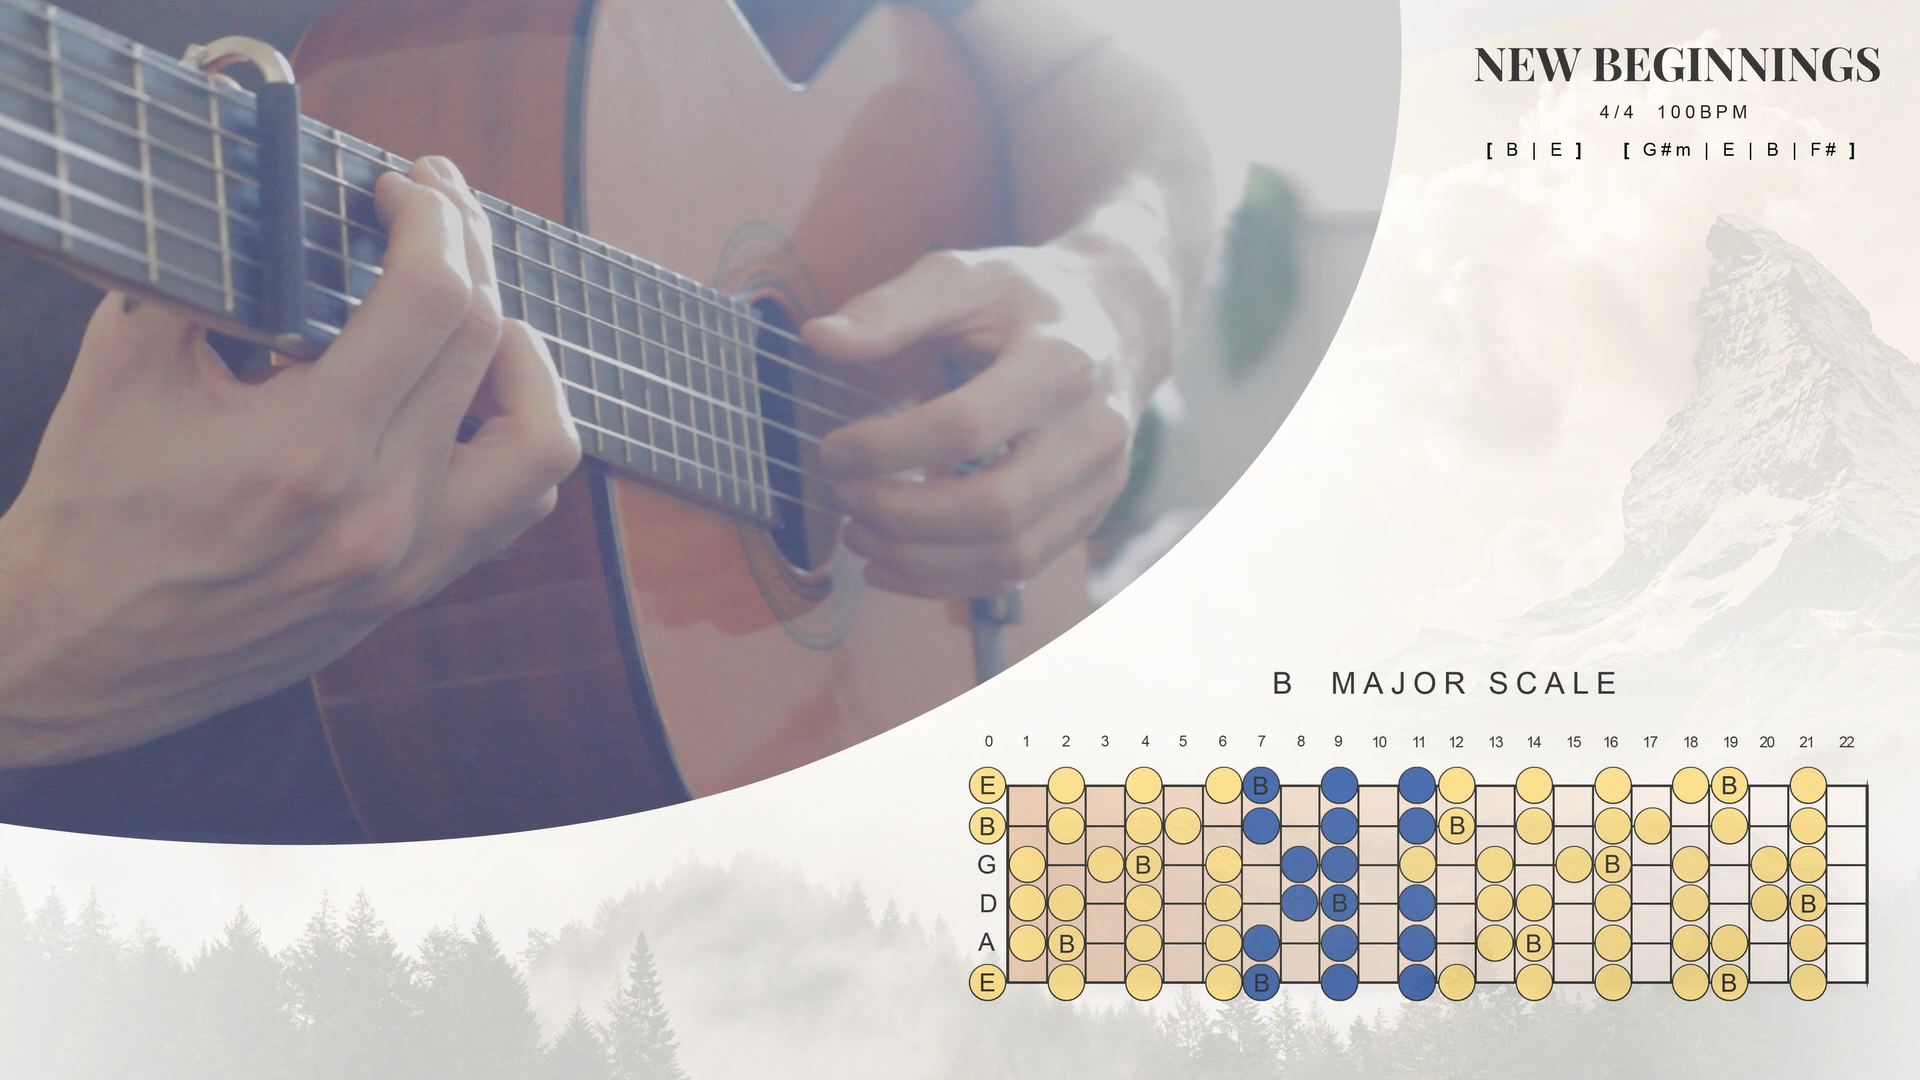 NEW BEGINNINGS
4/4 100BPM
[ B | E ] [ G#m | E | B | F# ]
B MAJOR SCALE
0 1 2 3 4 5 6 7 8 9 10 11 12 13 14 15 16 17 18 19 20 21 22
E B B
B B
G B B
D B B
A B B
E B B